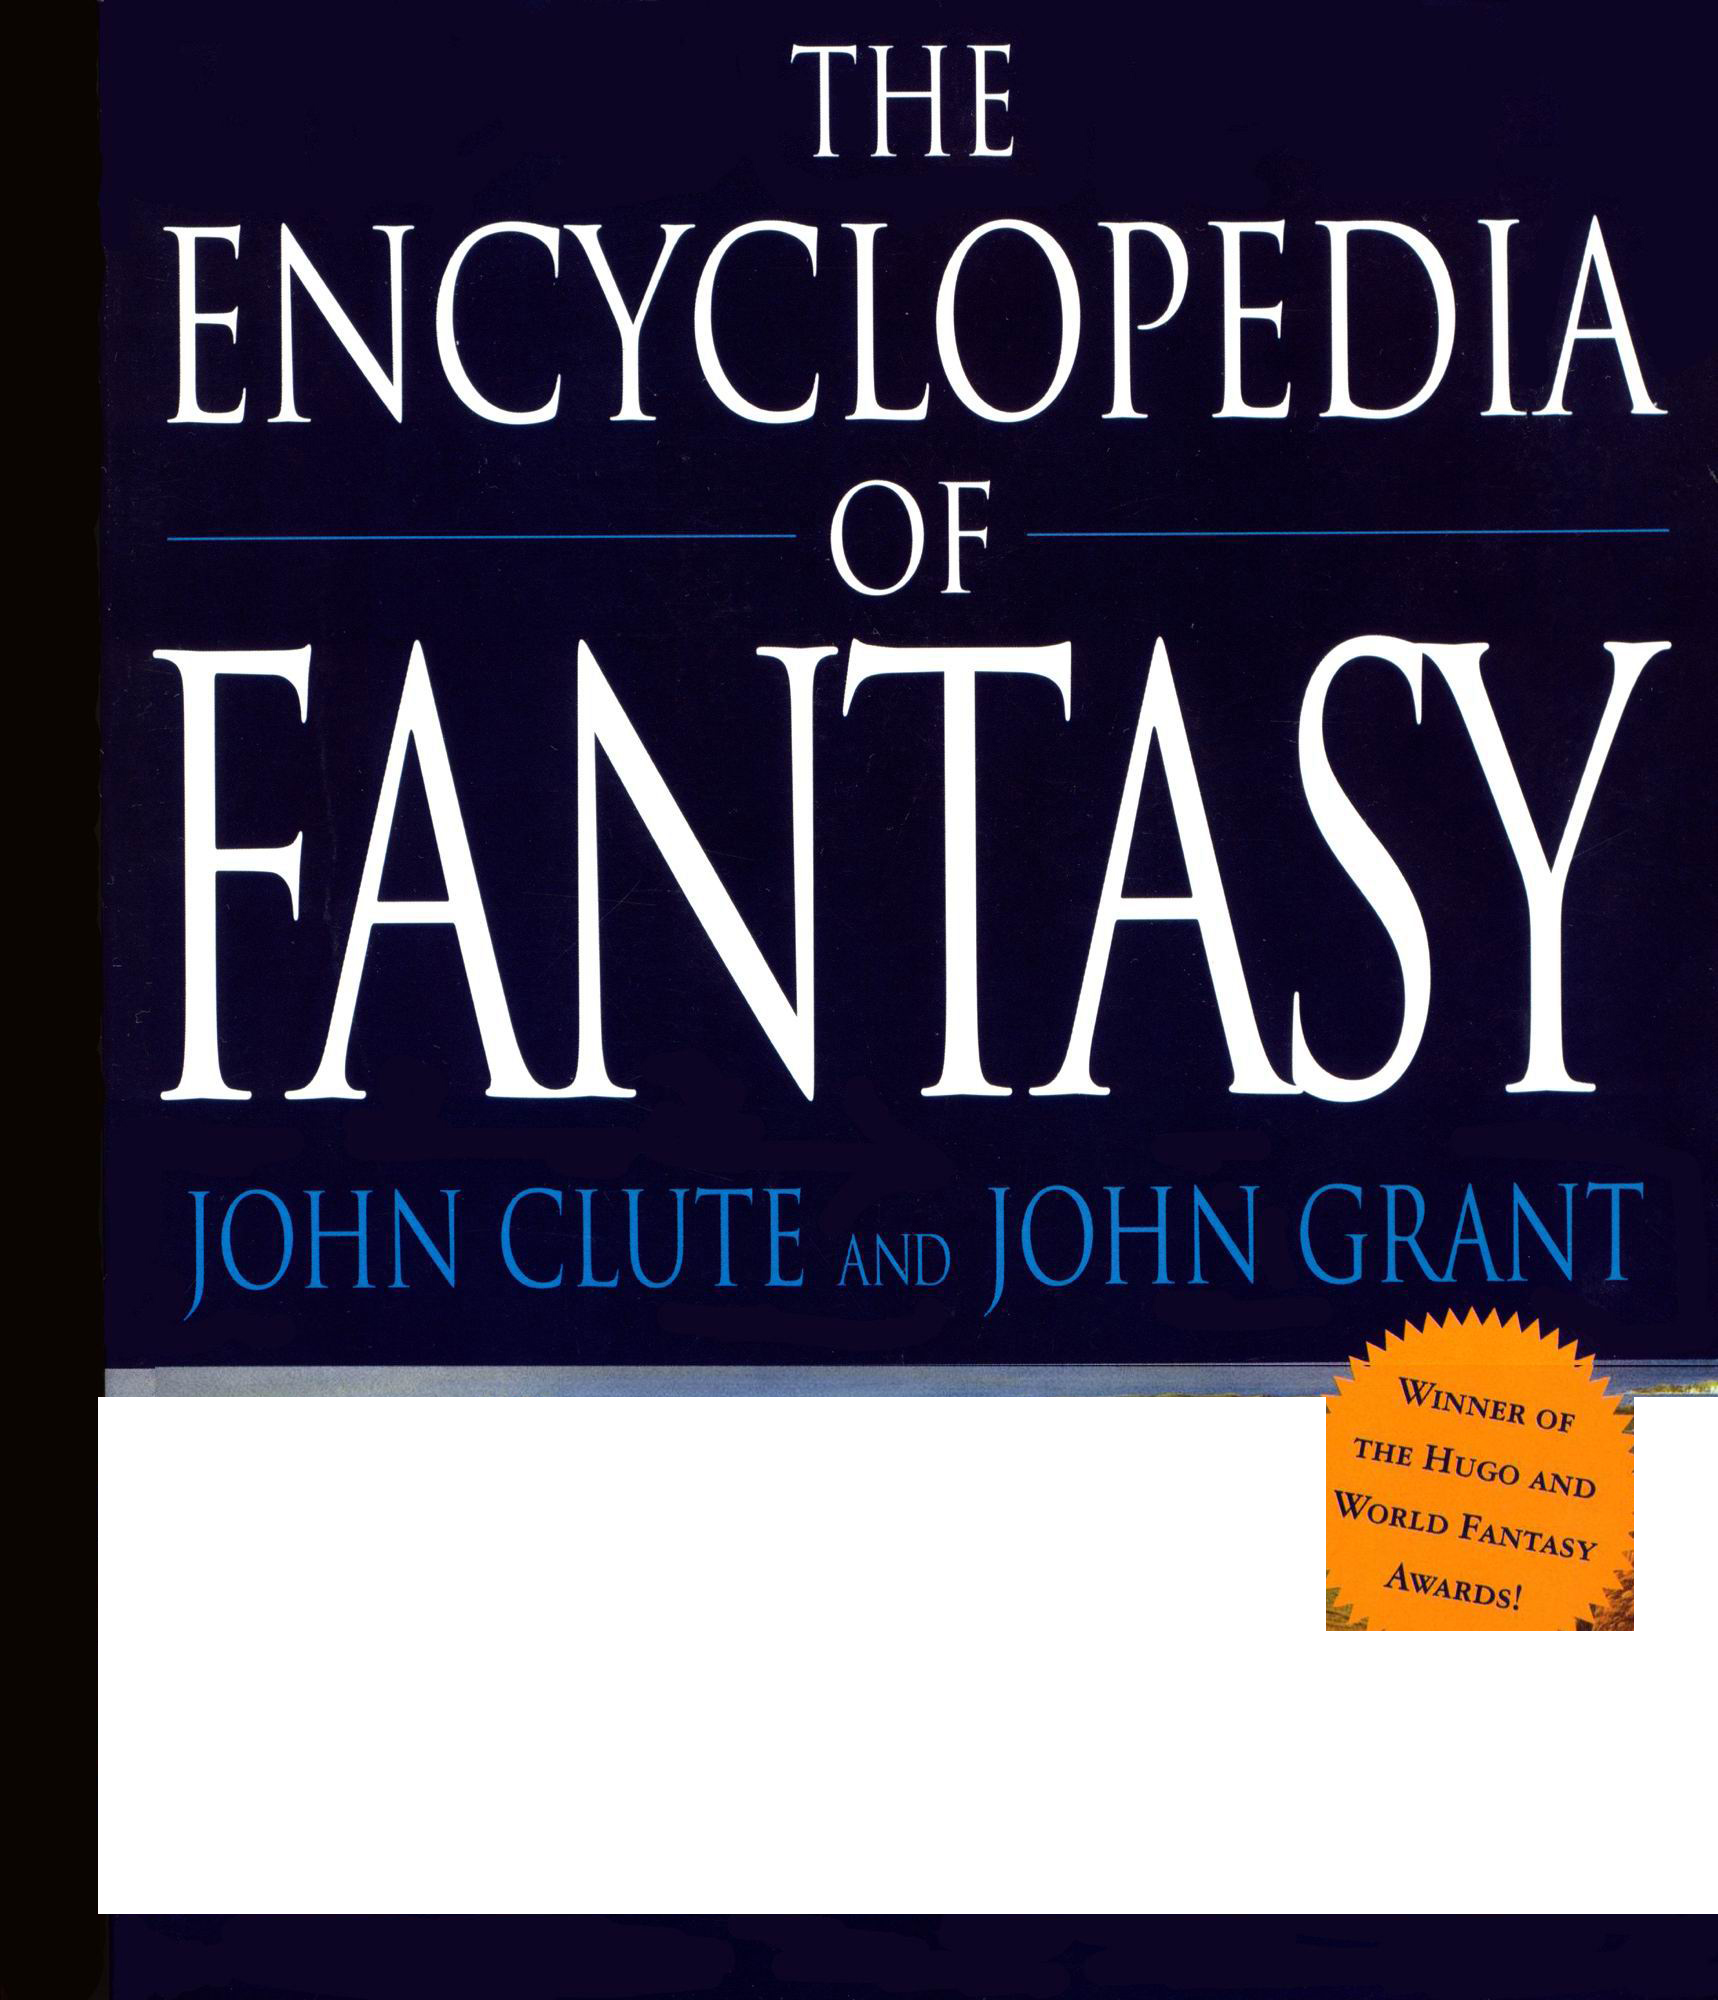 THE
ENCYCLOPEDIA
OF
FANTASY
JOHN CLUTE AND JOHN GRANT
WINNER OF
THE HUGO AND
WORLD FANTASY
AWARDS!